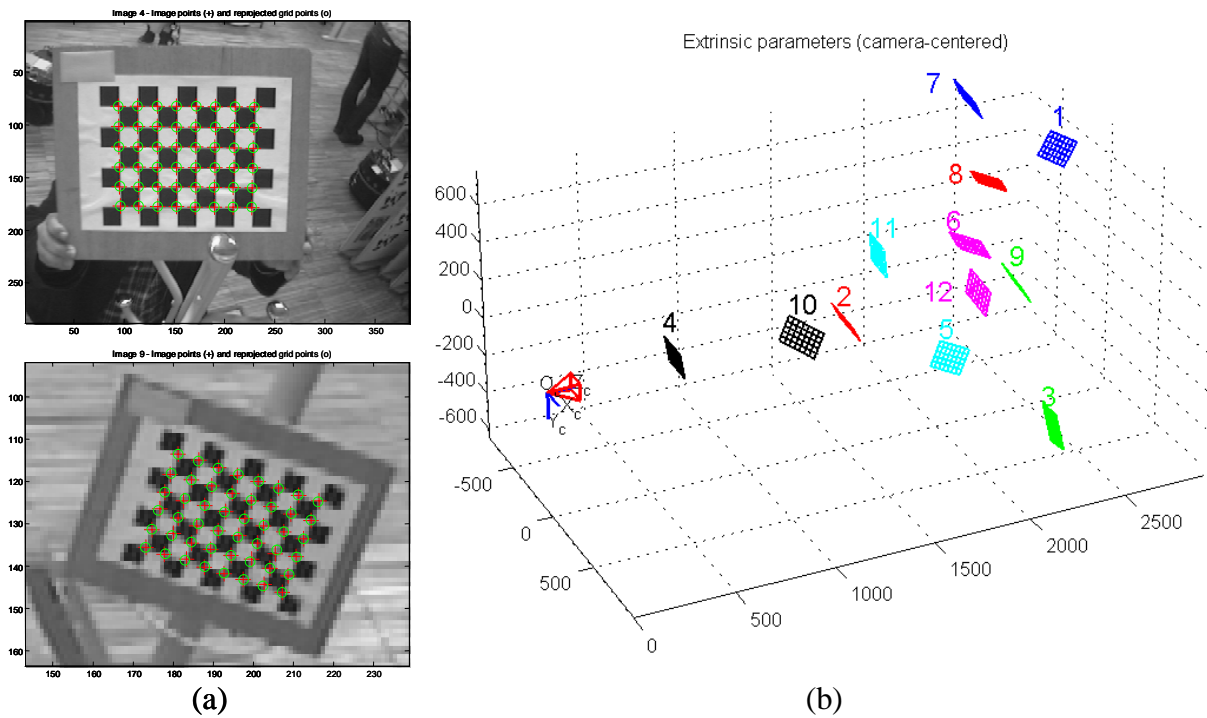 Image 4 - Image points (+) and reprojected grid points (o)
50
100
150
200
250
50 100 150 200 250 300 350
Image 9 - Image points (+) and reprojected grid points (o)
100
110
120
130
140
150
160
150 160 170 180 190 200 210 220 230
(a)
Extrinsic parameters (camera-centered)
7
1
8
6
11
9
12
2
10
5
4
3
600
400
200
0
-200
-400
-600
O
Z
c
X
c
Y
c
-500
0
500
0
500
1000
1500
2000
2500
(b)